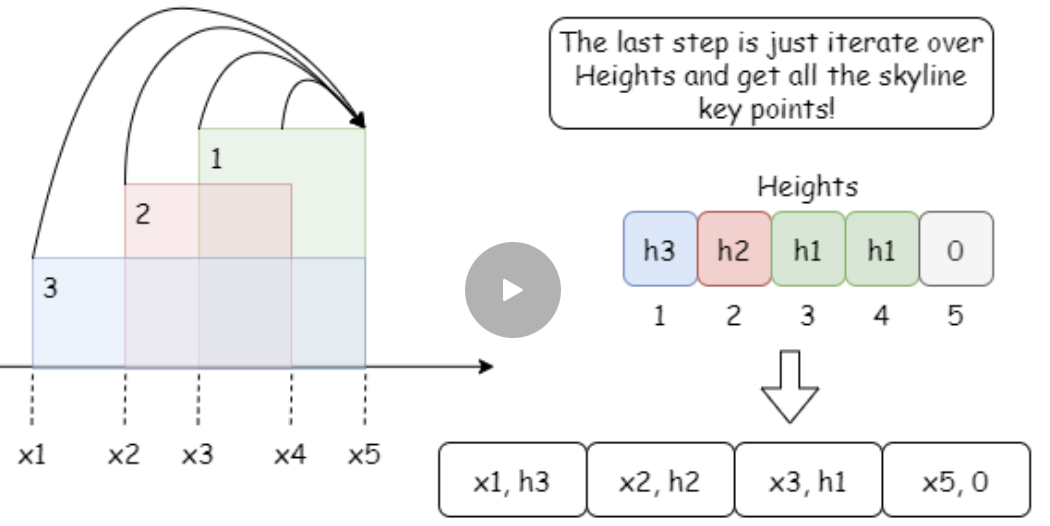 The last step is just iterate over
Heights and get all the skyline
key points!
1
2
3
x1 x2 x3 x4 x5
Heights
h3 h2 h1 h1 0
1 2 3 4 5
x1, h3 x2, h2 x3, h1 x5, 0